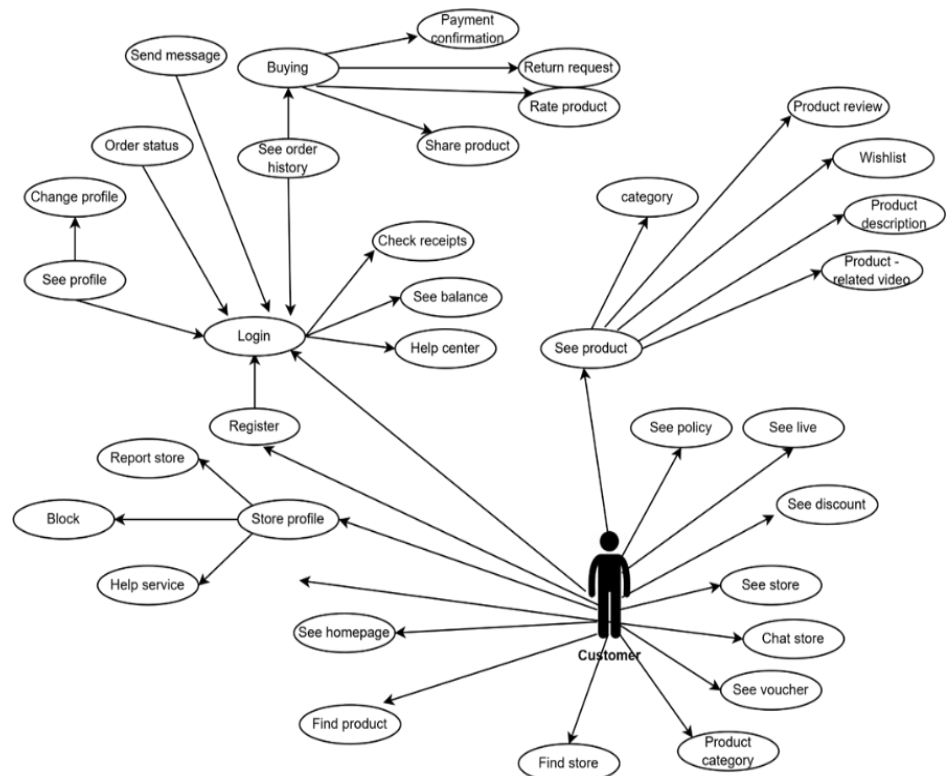 Payment
confirmation
Send message
Buying
Return request
Rate product
Product review
Order status
See order
history
Share product
Wishlist
Change profile
category
Product
description
Check receipts
See profile
Product -
related video
See balance
Login
Help center
See product
Register
See policy
See live
Report store
Block
Store profile
See discount
Help service
See store
See homepage
Chat store
Customer
See voucher
Find product
Find store
Product
category